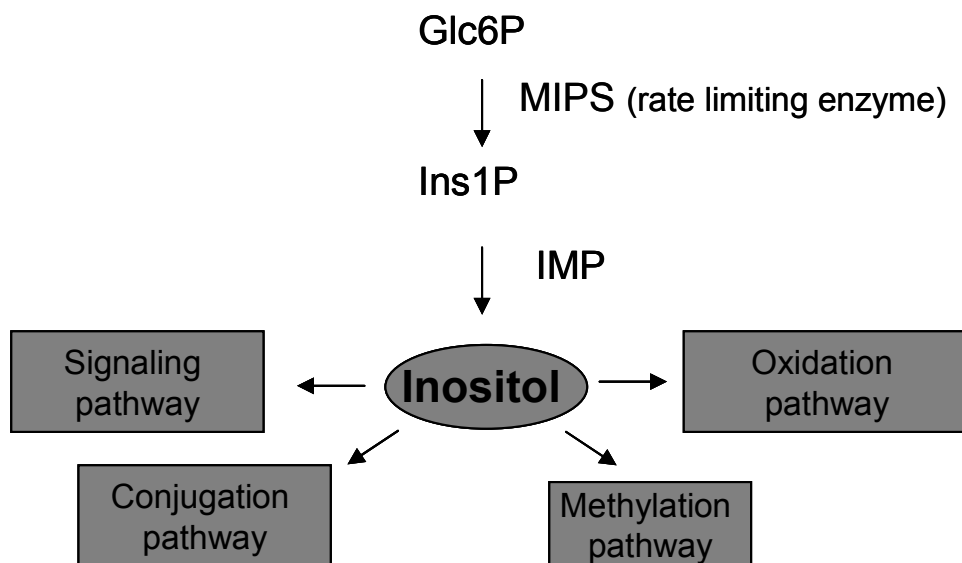 Glc6P
MIPS (rate limiting enzyme)
Ins1P
IMP
Signaling
pathway
Inositol
Oxidation
pathway
Conjugation
pathway
Methylation
pathway